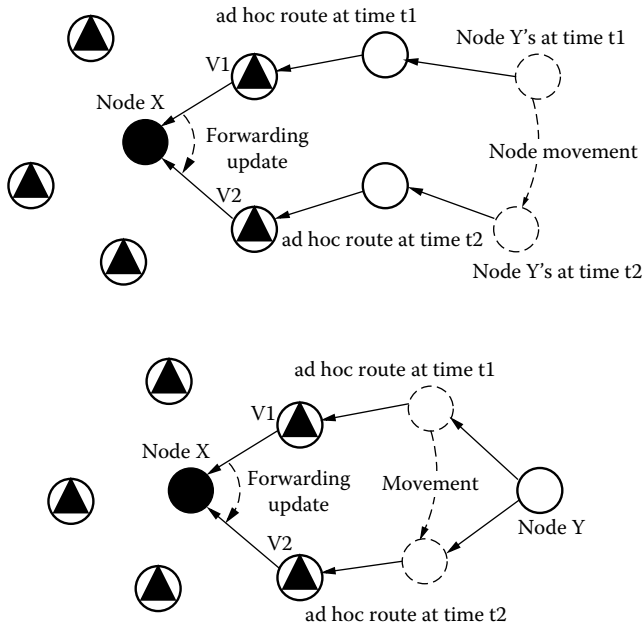 ad hoc route at time t1
Node Y's at time t1
V1
Node X
Forwarding
update
Node movement
V2
ad hoc route at time t2
Node Y's at time t2
ad hoc route at time t1
V1
Node X
Forwarding
update
Movement
Node Y
V2
ad hoc route at time t2